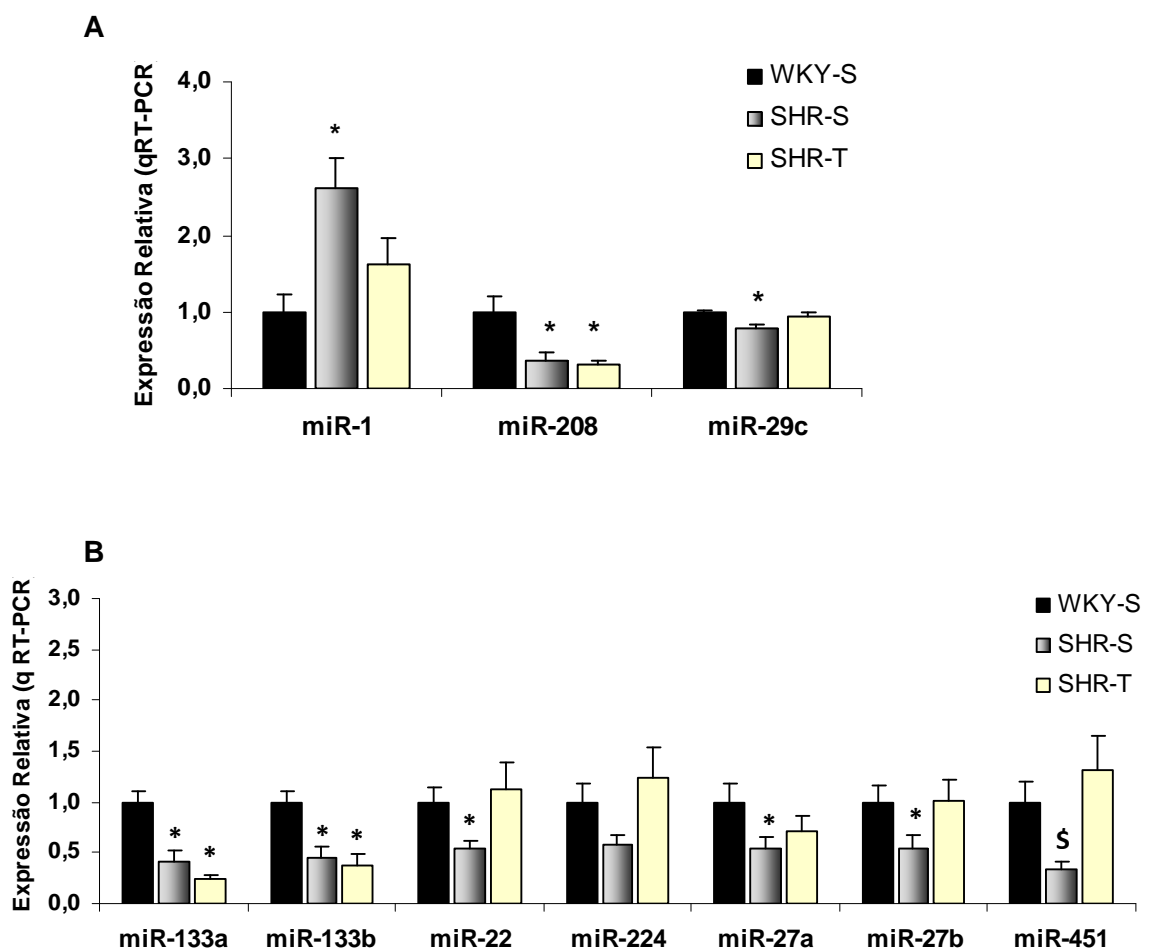 A
Expressão Relativa (qRT-PCR
4,0
3,0
2,0
1,0
0,0
WKY-S
SHR-S
SHR-T
*
* *
*
miR-1 miR-208 miR-29c
B
Expressão Relativa (q RT-PCR
3,0
2,5
2,0
1,5
1,0
0,5
0,0
WKY-S
SHR-S
SHR-T
* * * * * * * $
miR-133a miR-133b miR-22 miR-224 miR-27a miR-27b miR-451